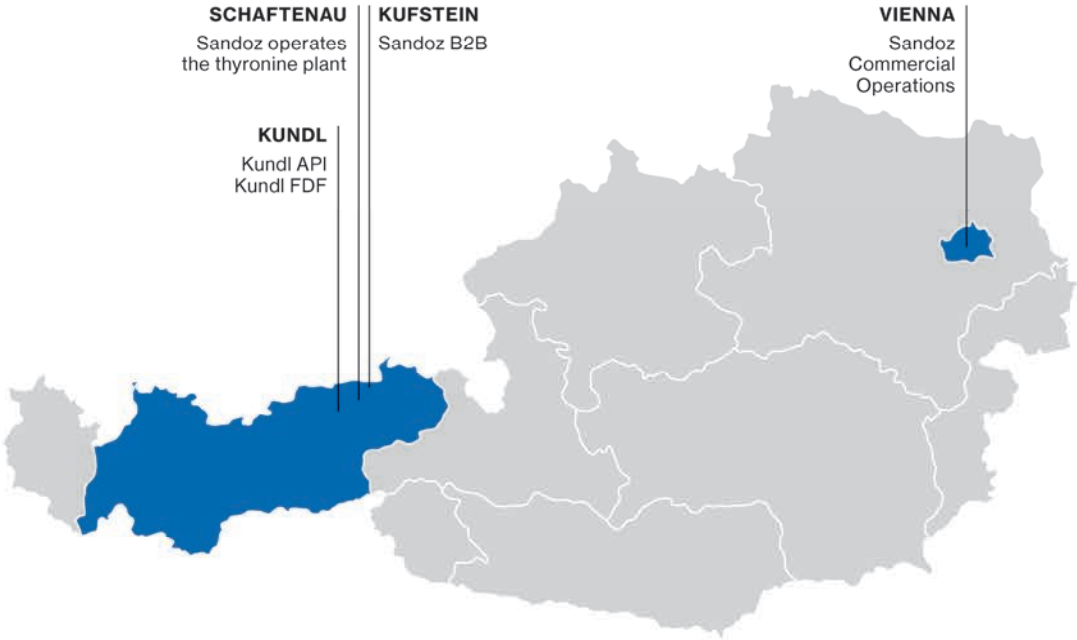 SCHAFTENAU
Sandoz operates
the thyronine plant
KUFSTEIN
Sandoz B2B
VIENNA
Sandoz
Commercial
Operations
KUNDL
Kundl API
Kundl FDF